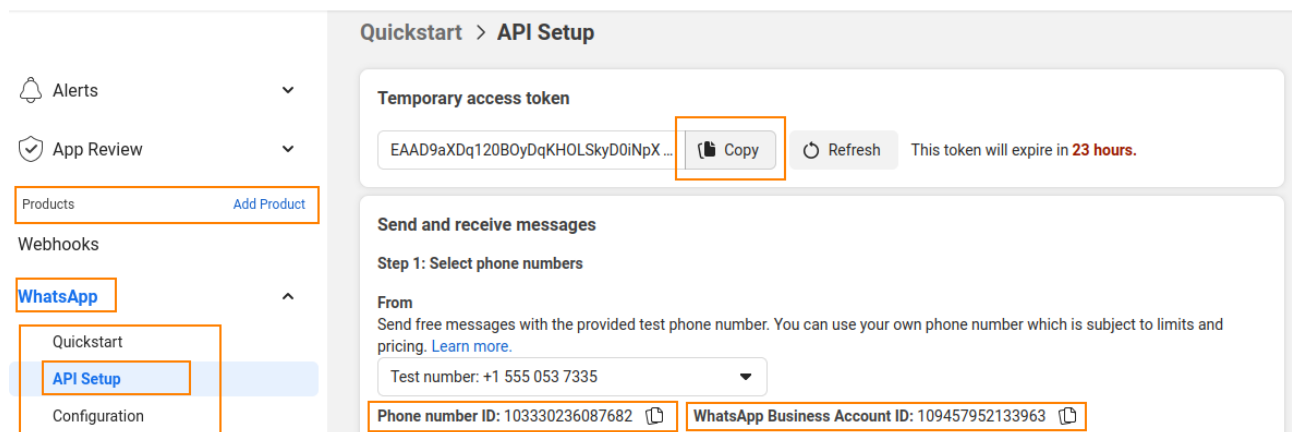 Quickstart > API Setup
Alerts
App Review
Products Add Product
Webhooks
WhatsApp
Quickstart
API Setup
Configuration
Temporary access token
EAAD9aXDq120BOyDqKHOLSkyD0iNpX ... Copy Refresh This token will expire in 23 hours.
Send and receive messages
Step 1: Select phone numbers
From
Send free messages with the provided test phone number. You can use your own phone number which is subject to limits and
pricing. Learn more.
Test number: +1 555 053 7335
Phone number ID: 103330236087682 WhatsApp Business Account ID: 109457952133963